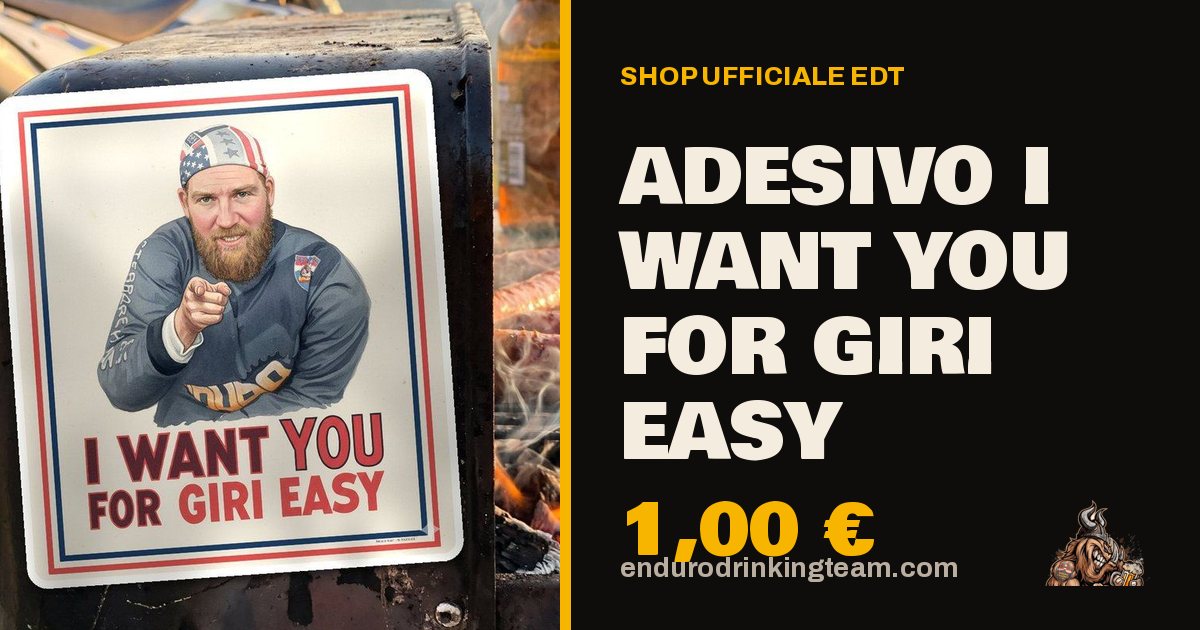 I WANT YOU
FOR GIRI EASY
SHOP UFFICIALE EDT
ADESIVO I
WANT YOU
FOR GIRI
EASY
1,00 €
endurodrinkingteam.com